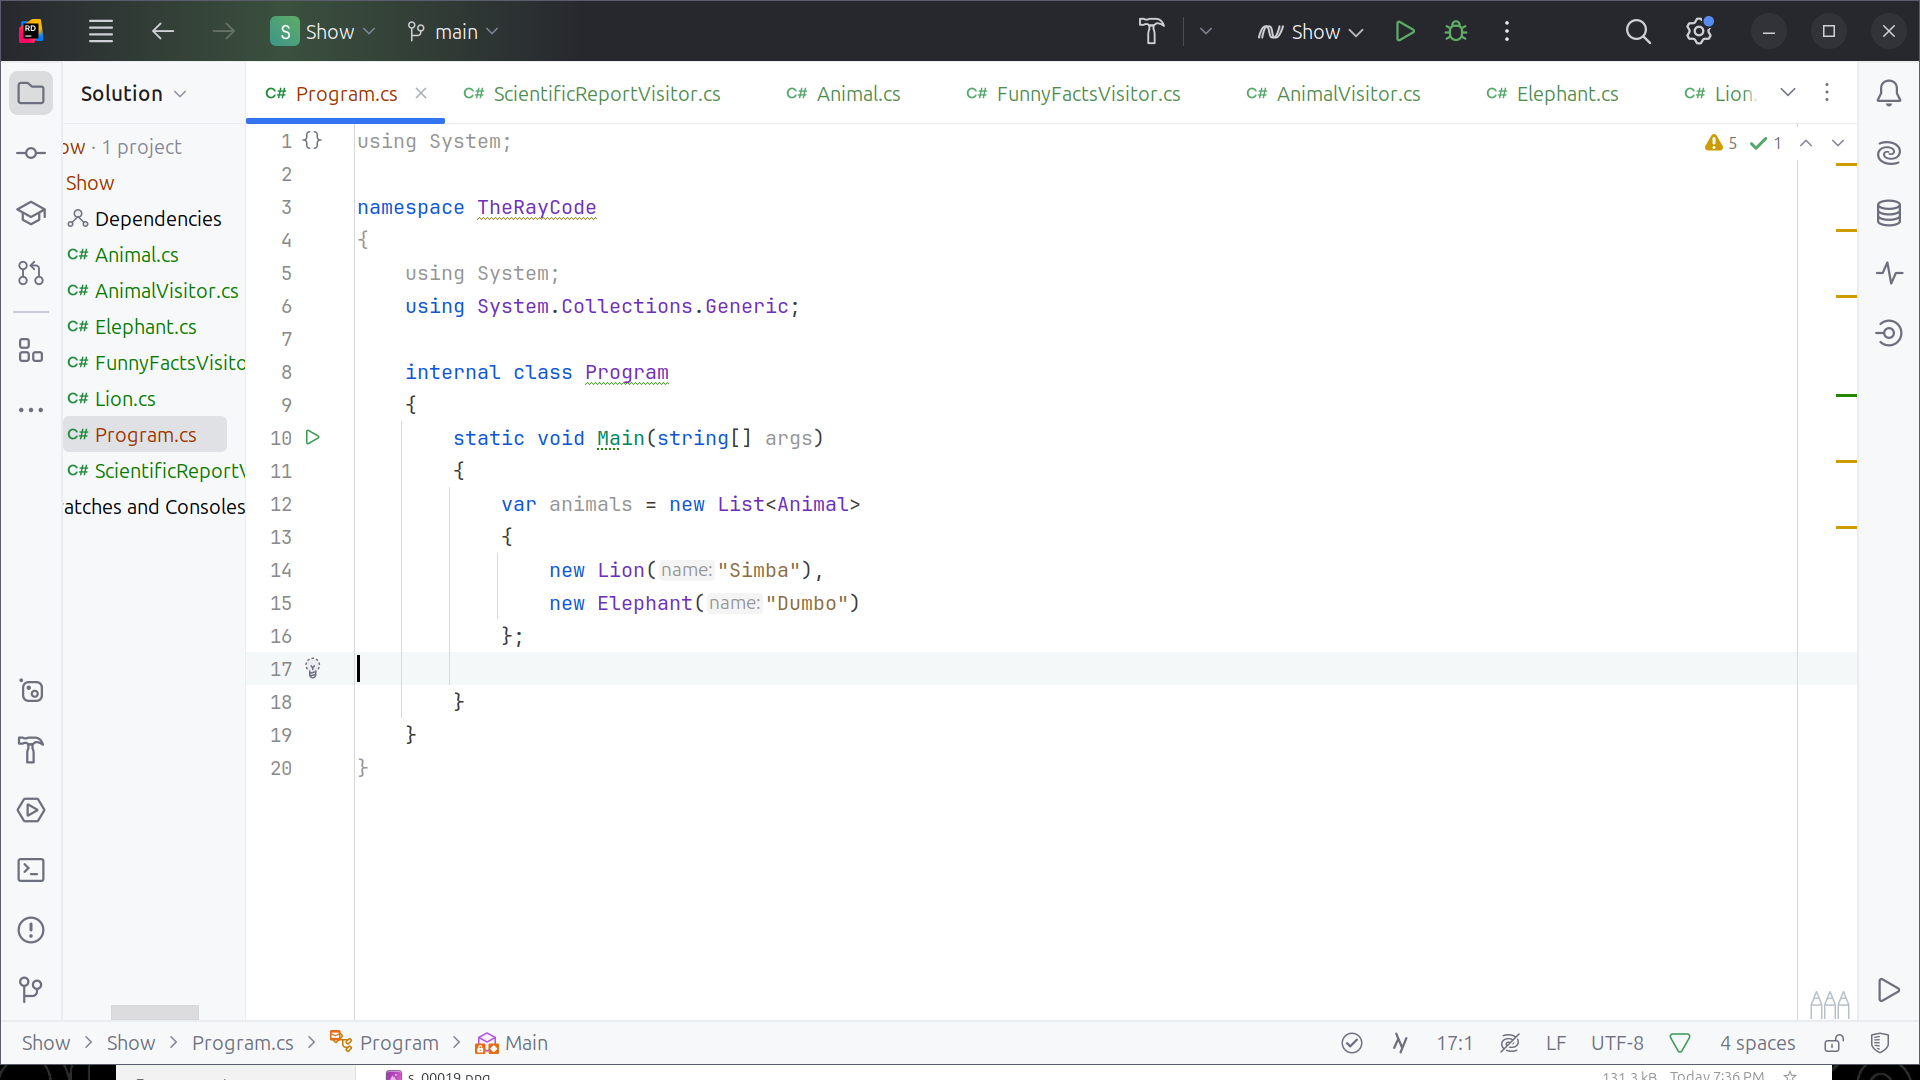 RD S Show main Show
Solution
C# Program.cs C# ScientificReportVisitor.cs C# Animal.cs C# FunnyFactsVisitor.cs C# AnimalVisitor.cs C# Elephant.cs C# Lion.
ow · 1 project
Show
Dependencies
C# Animal.cs
C# AnimalVisitor.cs
C# Elephant.cs
C# FunnyFactsVisito
C# Lion.cs
C# Program.cs
C# ScientificReportV
atches and Consoles
5 1
1 {} using System;
2
3 namespace TheRayCode
4 {
5 using System;
6 using System.Collections.Generic;
7
8 internal class Program
9 {
10 static void Main(string[] args)
11 {
12 var animals = new List<Animal>
13 {
14 new Lion(name:"Simba"),
15 new Elephant(name:"Dumbo")
16 };
17
18 }
19 }
20 }
Show > Show > Program.cs > Program > Main 17:1 LF UTF-8 4 spaces
s_00019.png 131.3 kB Today 7:36 PM